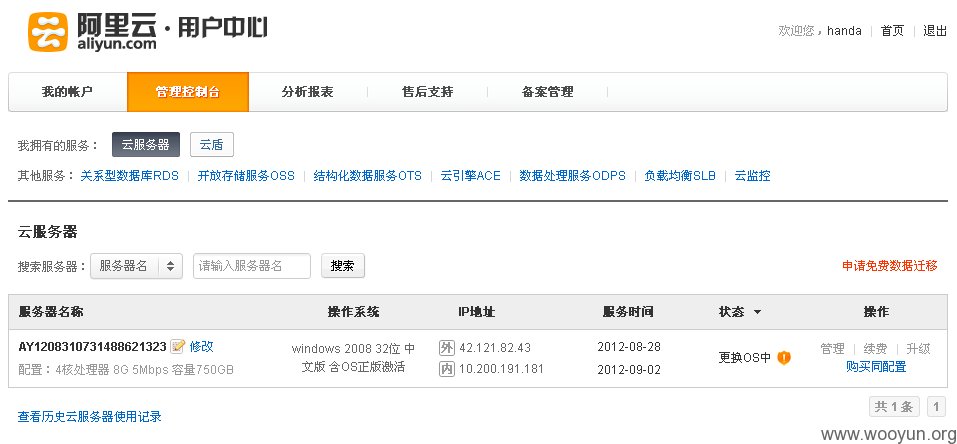 阿里云 · 用户中心
aliyun.com
欢迎您，handa | 首页 | 退出
我的帐户 管理控制台 分析报表 售后支持 备案管理
我拥有的服务： 云服务器 云盾
其他服务： 关系型数据库RDS | 开放存储服务OSS | 结构化数据服务OTS | 云引擎ACE | 数据处理服务ODPS | 负载均衡SLB | 云监控
云服务器
搜索服务器： 服务器名 请输入服务器名 搜索 申请免费数据迁移
服务器名称 操作系统 IP地址 服务时间 状态 操作
AY1208310731488621323 修改 windows 2008 32位 中 外 42.121.82.43 2012-08-28 更换OS中 管理 | 续费 | 升级
配置： 4核处理器 8G 5Mbps 容量750GB 文版 含OS正版激活 内 10.200.191.181 2012-09-02 购买同配置
共 1 条 1
查看历史云服务器使用记录
www.wooyun.org